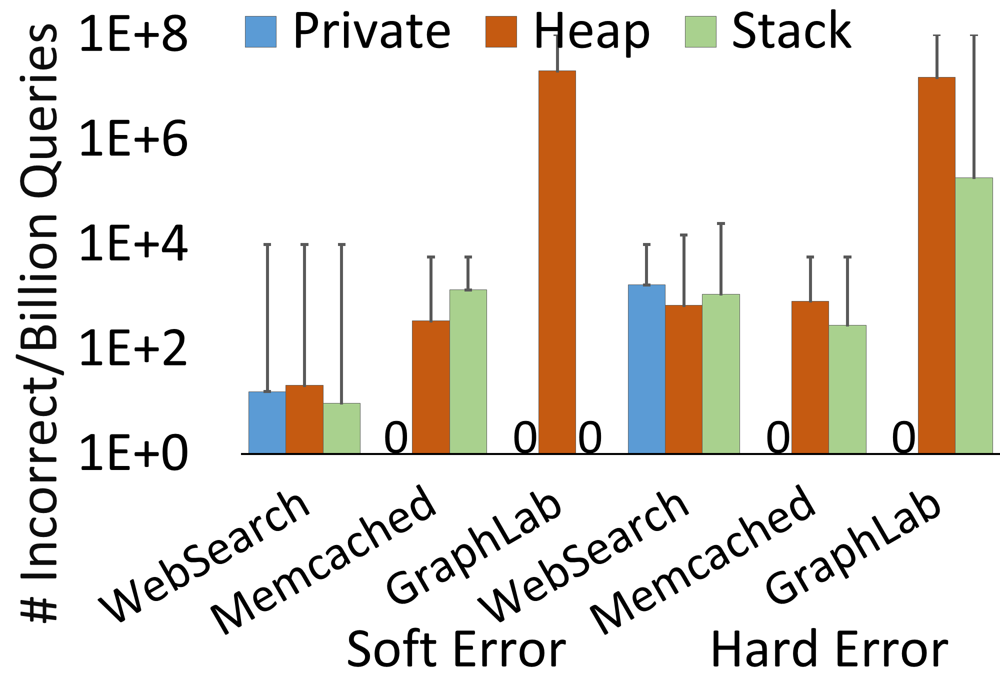 # Incorrect/Billion Queries
1E+8
1E+6
1E+4
1E+2
1E+0
Private Heap Stack
0 0 0 0 0
WebSearch
Memcached
GraphLab
WebSearch
Memcached
GraphLab
Soft Error Hard Error